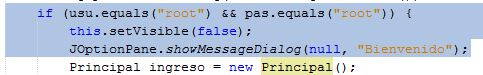 if (usu.equals("root") && pas.equals("root")) {
this.setVisible(false);
JOptionPane.showMessageDialog(null, "Bienvenido");
Principal ingreso = new Principal();